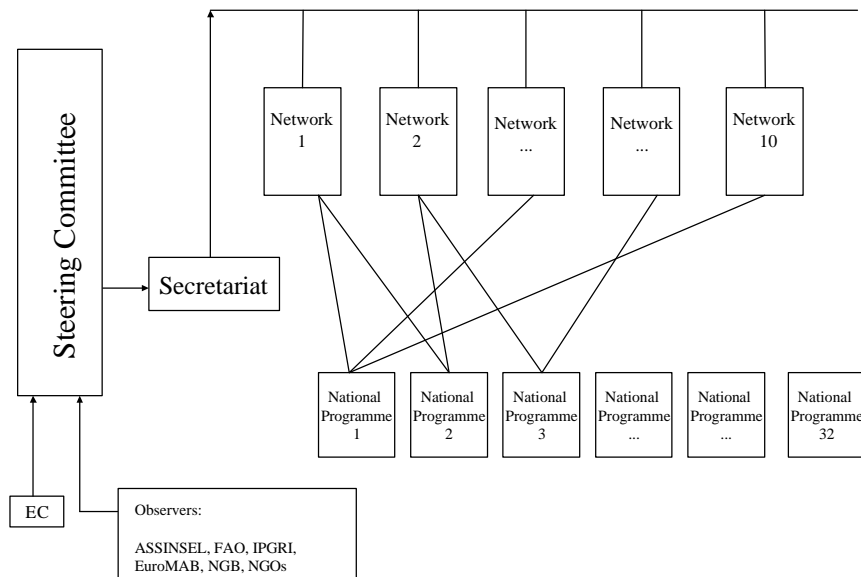 Steering Committee
Secretariat
Network
1
Network
2
Network
...
Network
...
Network
10
National
Programme
1
National
Programme
2
National
Programme
3
National
Programme
...
National
Programme
...
National
Programme
32
EC
Observers:
ASSINSEL, FAO, IPGRI,
EuroMAB, NGB, NGOs